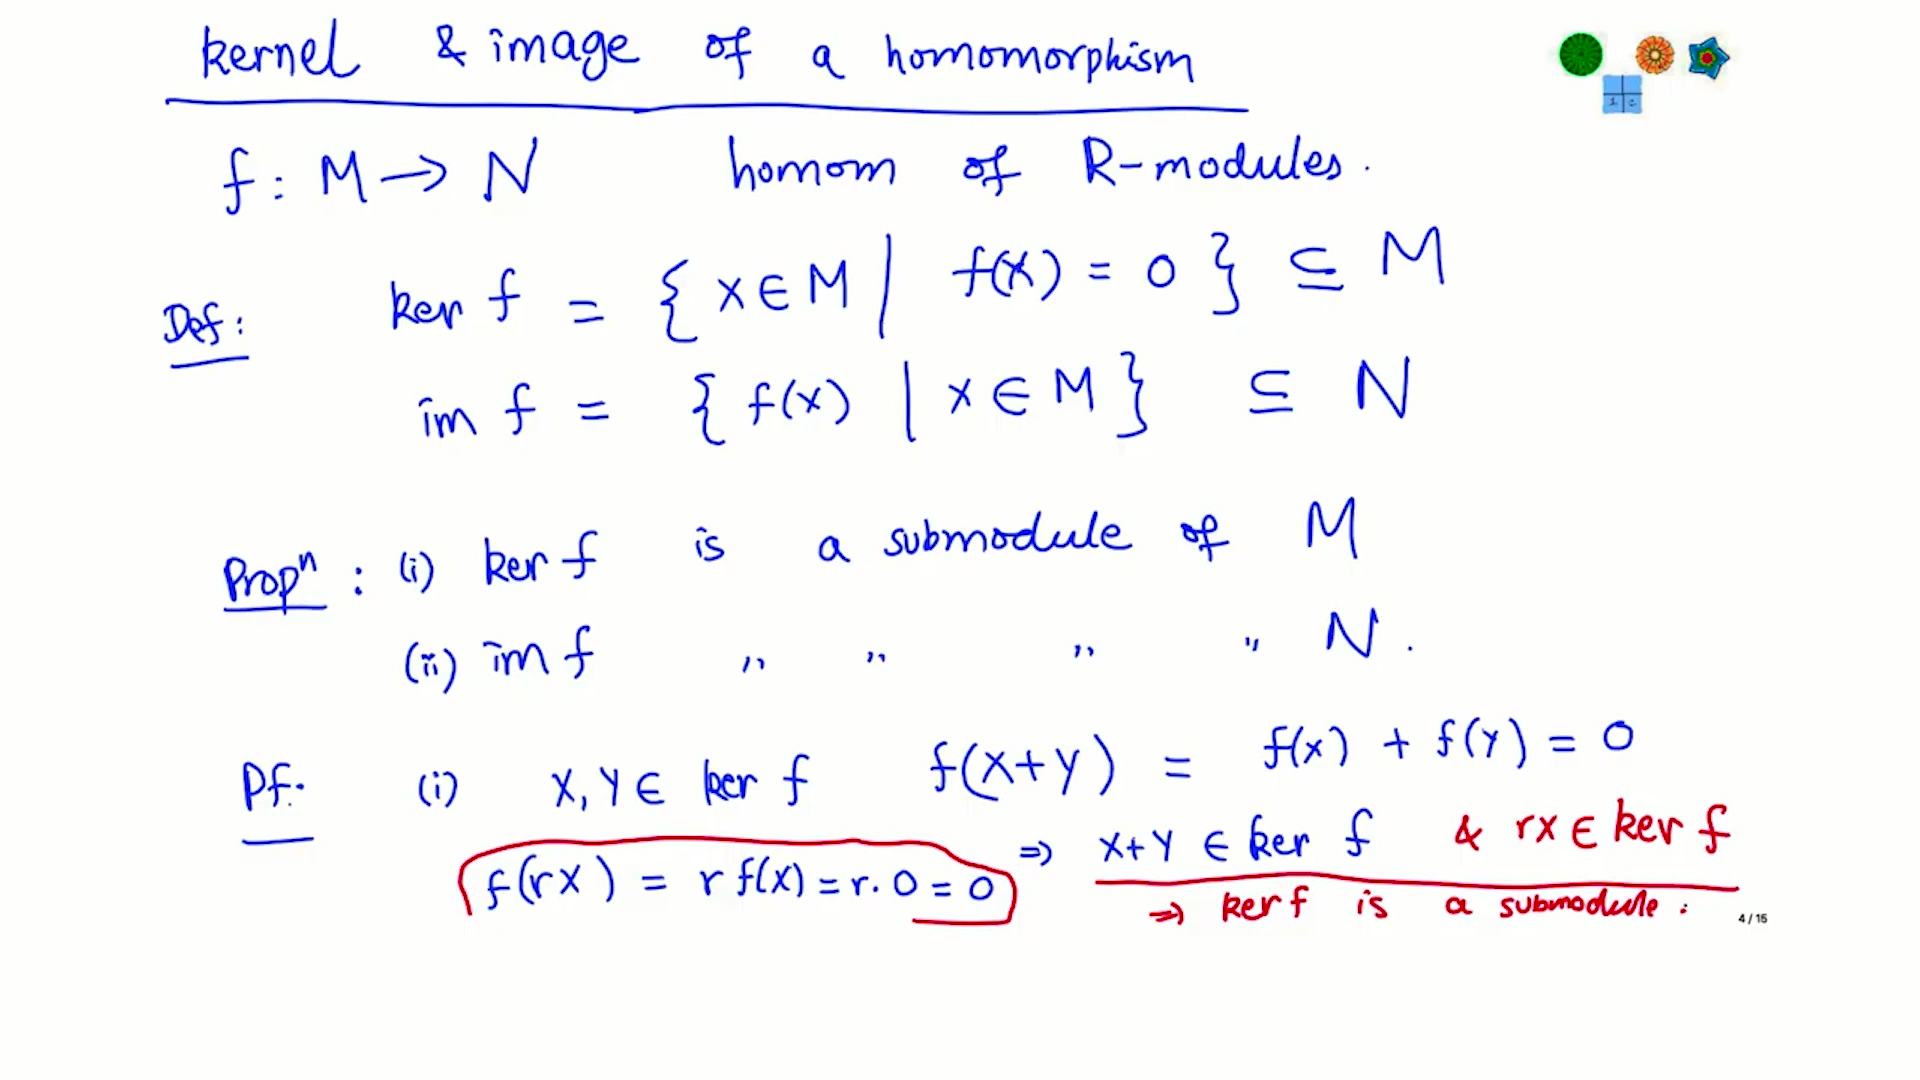 kernel & image of a homomorphism
f: M → N homom of R-modules.
Def: ker f = { x ∈ M | f(x) = 0 } ⊆ M
im f = { f(x) | x ∈ M } ⊆ N
Propⁿ: (i) ker f is a submodule of M
(ii) im f " " " " N.
Pf. (i) x, y ∈ ker f f(x+y) = f(x) + f(y) = 0
⇒ x+y ∈ ker f & rx ∈ ker f
f(rx) = r f(x) = r. 0 = 0
⇒ ker f is a submodule.
4 / 15